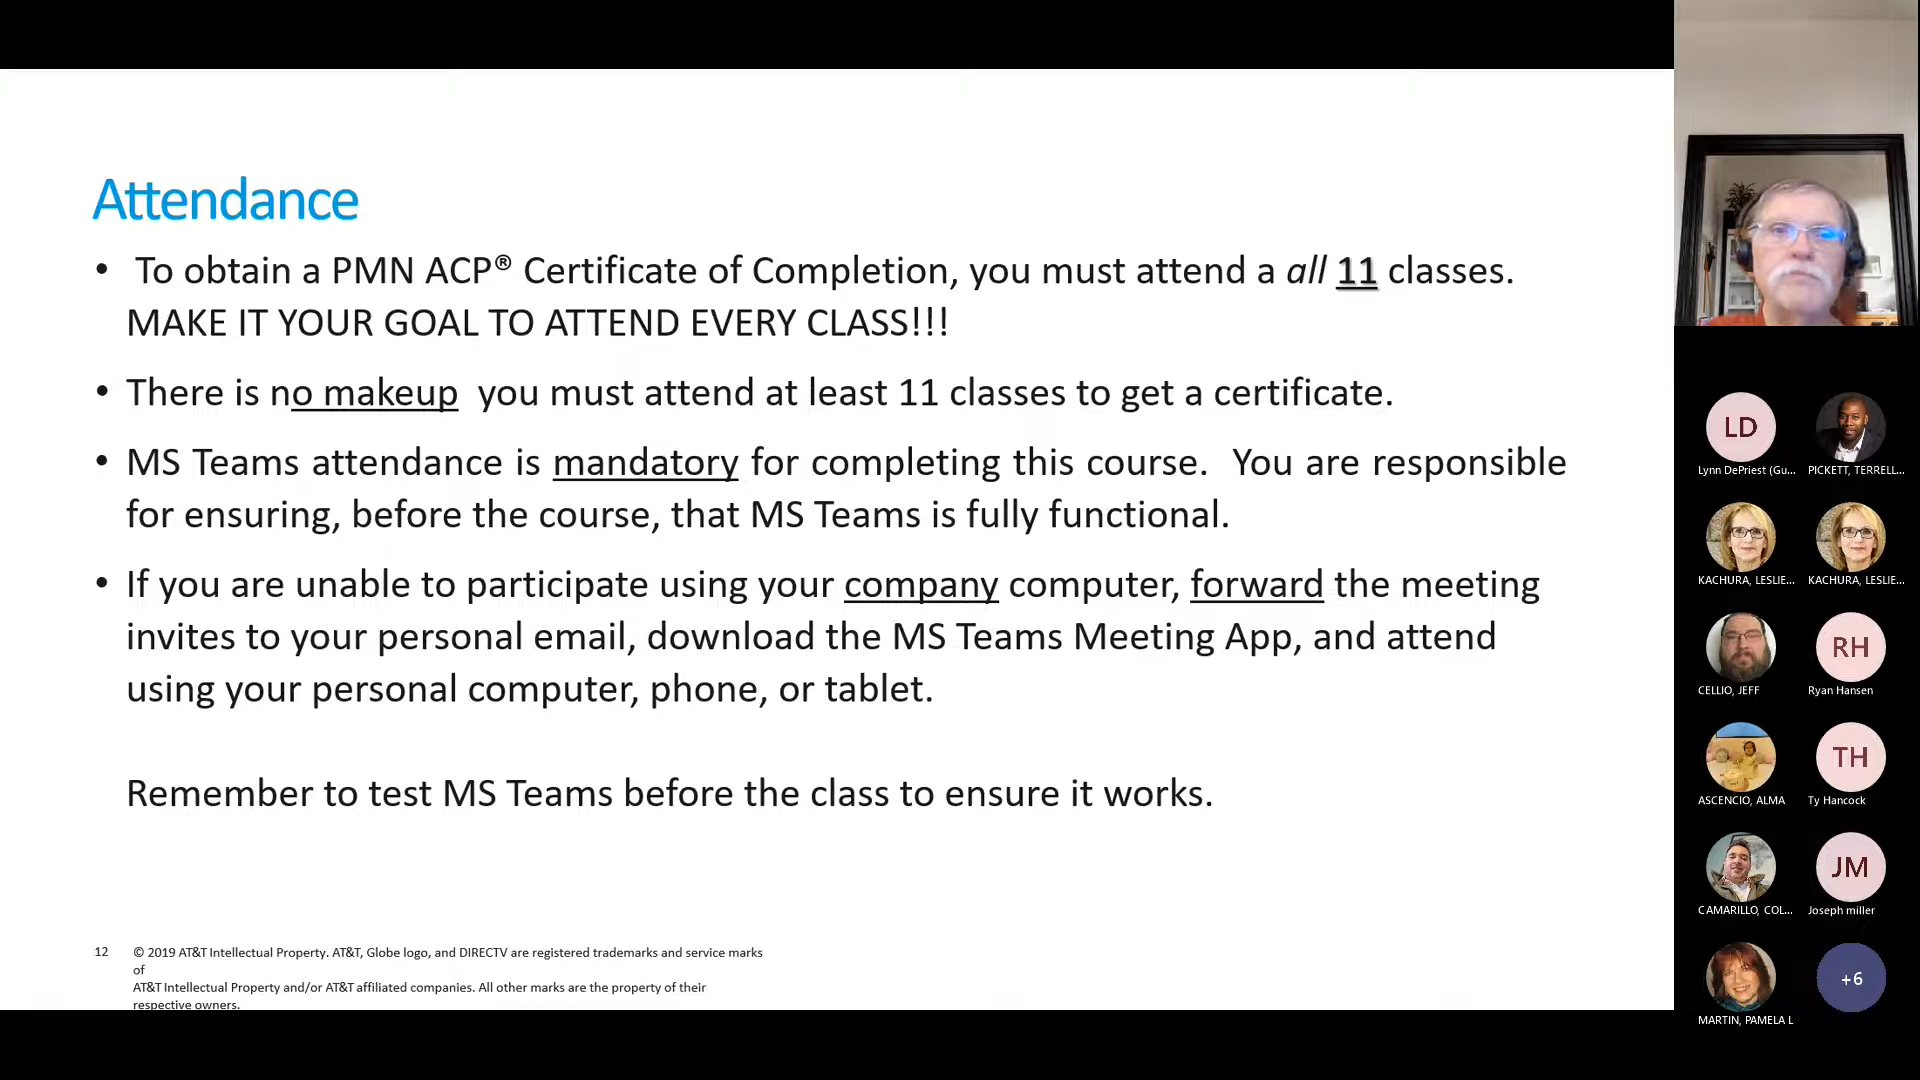 Attendance
• To obtain a PMN ACP® Certificate of Completion, you must attend a all 11 classes.
MAKE IT YOUR GOAL TO ATTEND EVERY CLASS!!!
• There is no makeup you must attend at least 11 classes to get a certificate.
• MS Teams attendance is mandatory for completing this course. You are responsible
for ensuring, before the course, that MS Teams is fully functional.
• If you are unable to participate using your company computer, forward the meeting
invites to your personal email, download the MS Teams Meeting App, and attend
using your personal computer, phone, or tablet.
Remember to test MS Teams before the class to ensure it works.
12 © 2019 AT&T Intellectual Property. AT&T, Globe logo, and DIRECTV are registered trademarks and service marks
of
AT&T Intellectual Property and/or AT&T affiliated companies. All other marks are the property of their
respective owners.
LD
Lynn DePriest (Gu... PICKETT, TERRELL...
KACHURA, LESLIE... KACHURA, LESLIE...
RH
CELLIO, JEFF Ryan Hansen
TH
ASCENCIO, ALMA Ty Hancock
JM
CAMARILLO, COL... Joseph miller
+6
MARTIN, PAMELA L